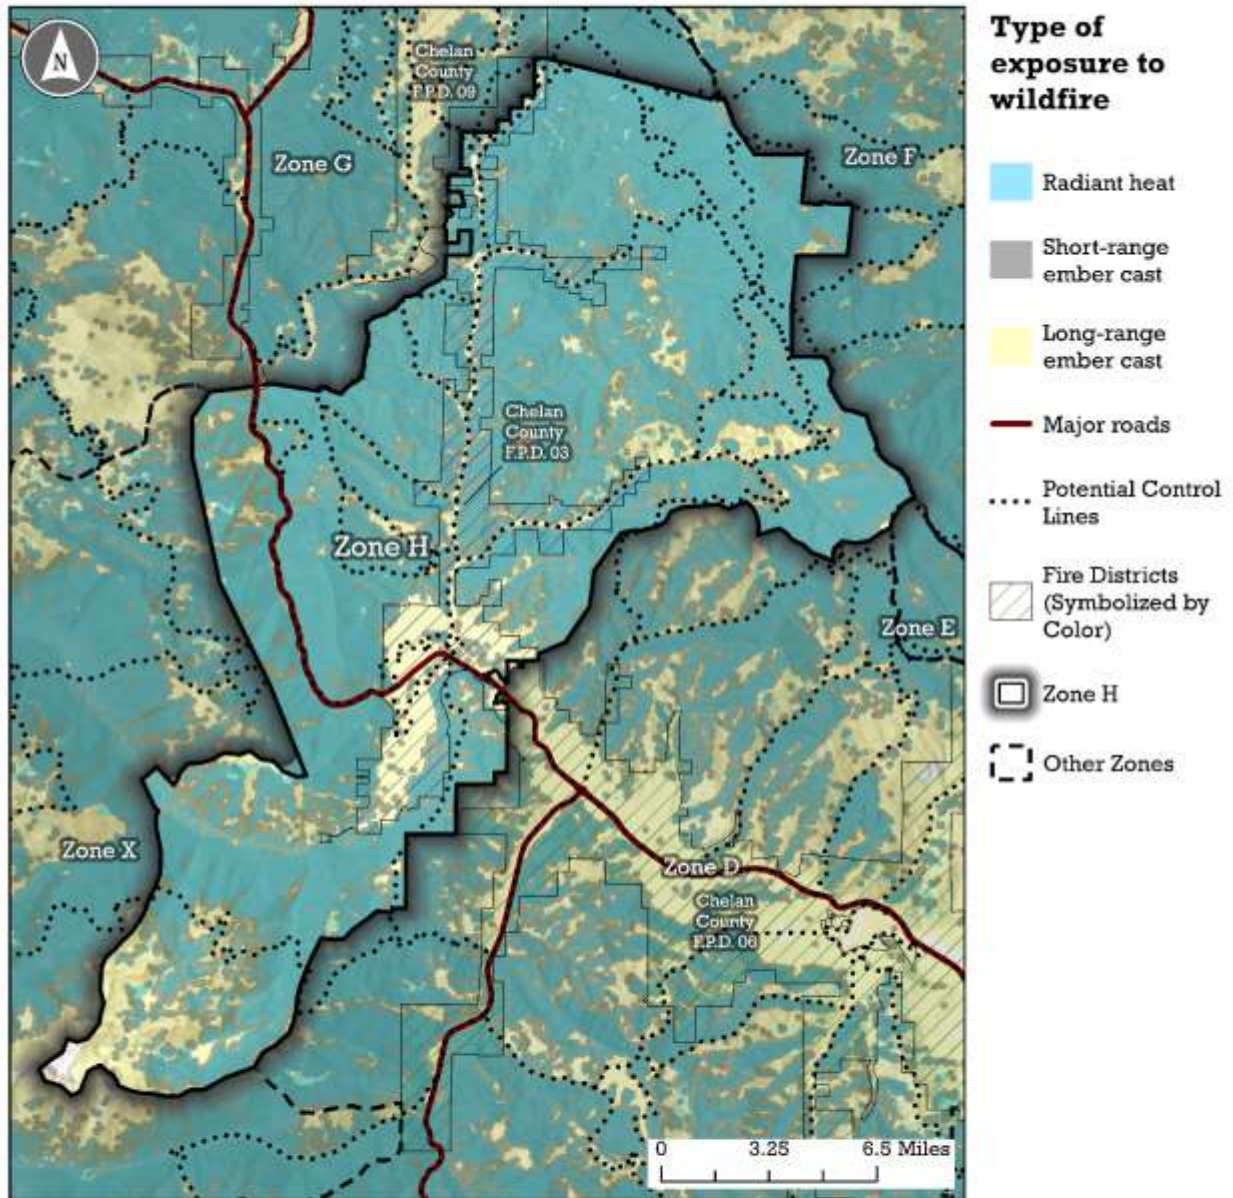 N
Chelan
County
F.P.D. 09
Zone G
Zone F
Chelan
County
F.P.D. 03
Zone H
Zone E
Zone X
Zone D
Chelan
County
F.P.D. 06
0 3.25 6.5 Miles
Type of
exposure to
wildfire
Radiant heat
Short-range
ember cast
Long-range
ember cast
Major roads
Potential Control
Lines
Fire Districts
(Symbolized by
Color)
Zone H
Other Zones